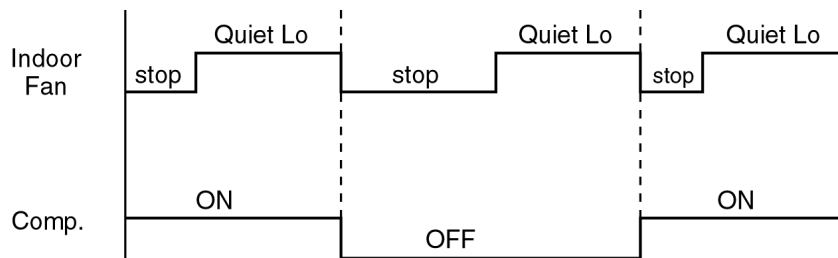 Quiet Lo Quiet Lo Quiet Lo
Indoor
Fan
stop stop stop
ON ON
Comp.
OFF